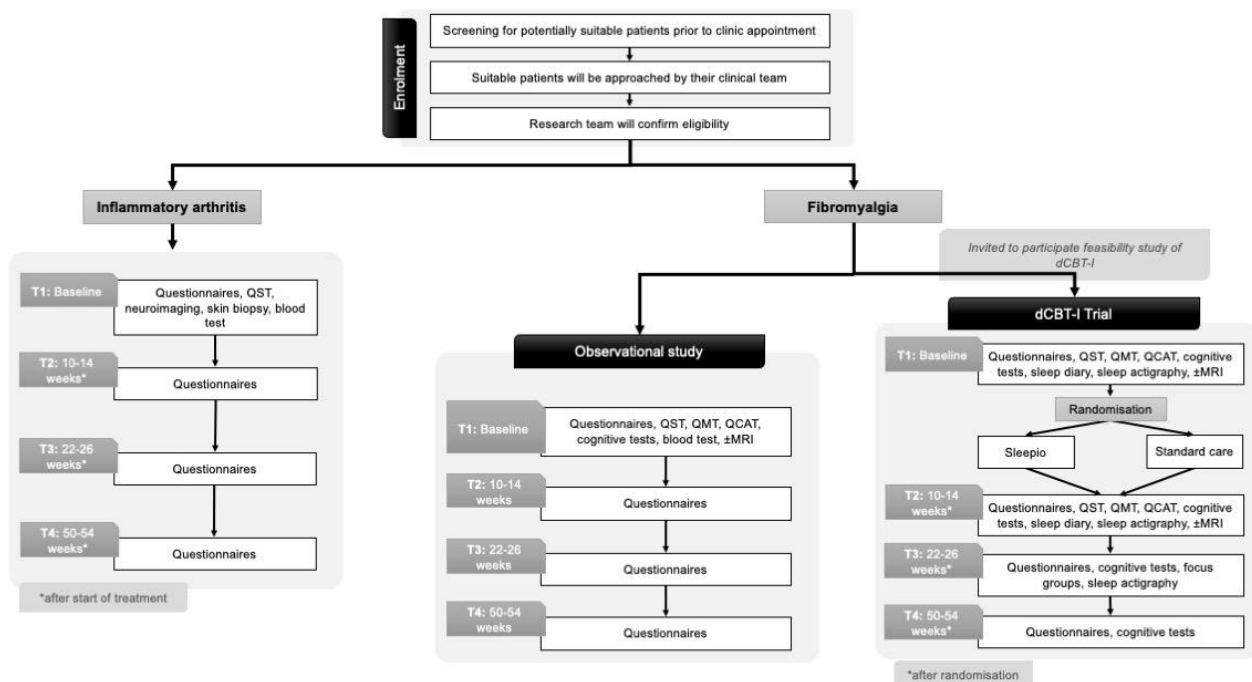 Enrolment
Screening for potentially suitable patients prior to clinic appointment
Suitable patients will be approached by their clinical team
Research team will confirm eligibility
Inflammatory arthritis
T1: Baseline
Questionnaires, QST,
neuroimaging, skin biopsy, blood
test
T2: 10-14
weeks*
Questionnaires
T3: 22-26
weeks*
Questionnaires
T4: 50-54
weeks*
Questionnaires
*after start of treatment
Fibromyalgia
Invited to participate feasibility study of
dCBT-I
Observational study
T1: Baseline
Questionnaires, QST, QMT, QCAT,
cognitive tests, blood test, ±MRI
T2: 10-14
weeks
Questionnaires
T3: 22-26
weeks
Questionnaires
T4: 50-54
weeks
Questionnaires
dCBT-I Trial
T1: Baseline
Questionnaires, QST, QMT, QCAT, cognitive
tests, sleep diary, sleep actigraphy, ±MRI
Randomisation
Sleepio
Standard care
T2: 10-14
weeks*
Questionnaires, QST, QMT, QCAT, cognitive
tests, sleep diary, sleep actigraphy, ±MRI
T3: 22-26
weeks*
Questionnaires, cognitive tests, focus
groups, sleep actigraphy
T4: 50-54
weeks*
Questionnaires, cognitive tests
*after randomisation